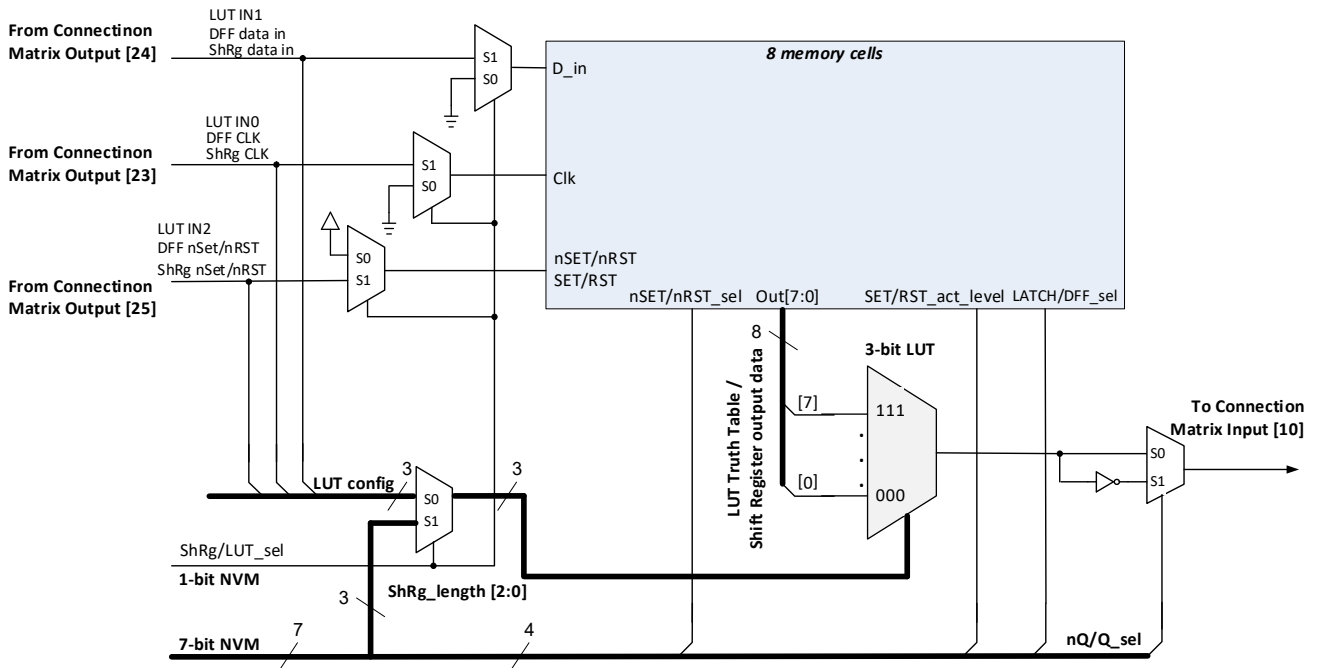 LUT IN1
DFF data in
ShRg data in
From Connectinon
Matrix Output [24]
S1
S0
D_in
8 memory cells
LUT IN0
DFF CLK
ShRg CLK
From Connectinon
Matrix Output [23]
S1
S0
Clk
LUT IN2
DFF nSet/nRST
ShRg nSet/nRST
From Connectinon
Matrix Output [25]
S0
S1
nSET/nRST
SET/RST
nSET/nRST_sel
Out[7:0]
SET/RST_act_level
LATCH/DFF_sel
8
LUT Truth Table /
Shift Register output data
3-bit LUT
[7]
111
[0]
000
To Connection
Matrix Input [10]
S0
S1
LUT config
3
S0
S1
3
ShRg/LUT_sel
1-bit NVM
ShRg_length [2:0]
3
7-bit NVM
7
4
nQ/Q_sel